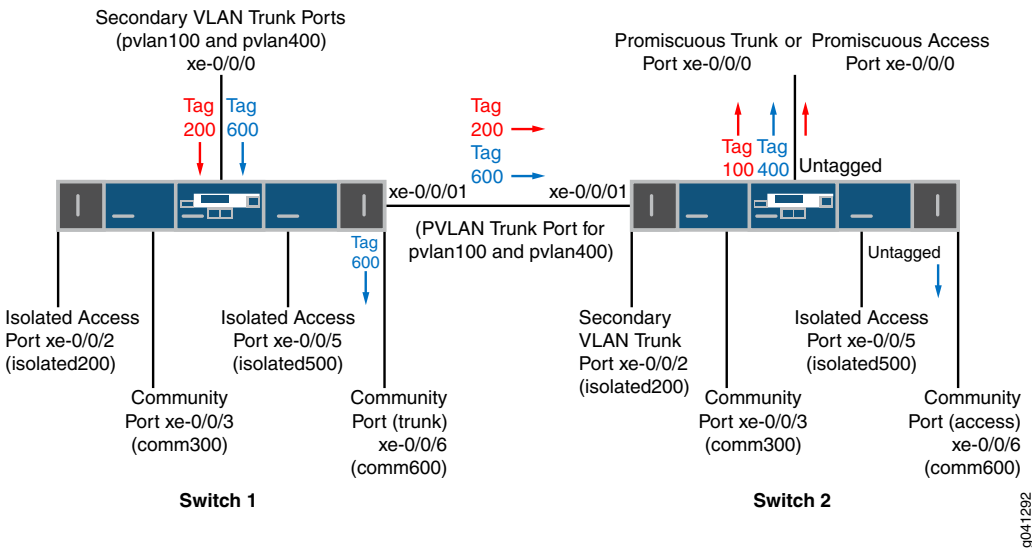 Secondary VLAN Trunk Ports
(pvlan100 and pvlan400)
xe-0/0/0
Promiscuous Trunk or
Port xe-0/0/0
Promiscuous Access
Port xe-0/0/0
Tag
200
Tag
600
Tag
200
Tag
600
Tag
100
Tag
400
Untagged
xe-0/0/01
xe-0/0/01
(PVLAN Trunk Port for
pvlan100 and pvlan400)
Tag
600
Untagged
Isolated Access
Port xe-0/0/2
(isolated200)
Isolated Access
Port xe-0/0/5
(isolated500)
Secondary
VLAN Trunk
Port xe-0/0/2
(isolated200)
Isolated Access
Port xe-0/0/5
(isolated500)
Community
Port xe-0/0/3
(comm300)
Community
Port (trunk)
xe-0/0/6
(comm600)
Community
Port xe-0/0/3
(comm300)
Community
Port (access)
xe-0/0/6
(comm600)
Switch 1
Switch 2
g041292